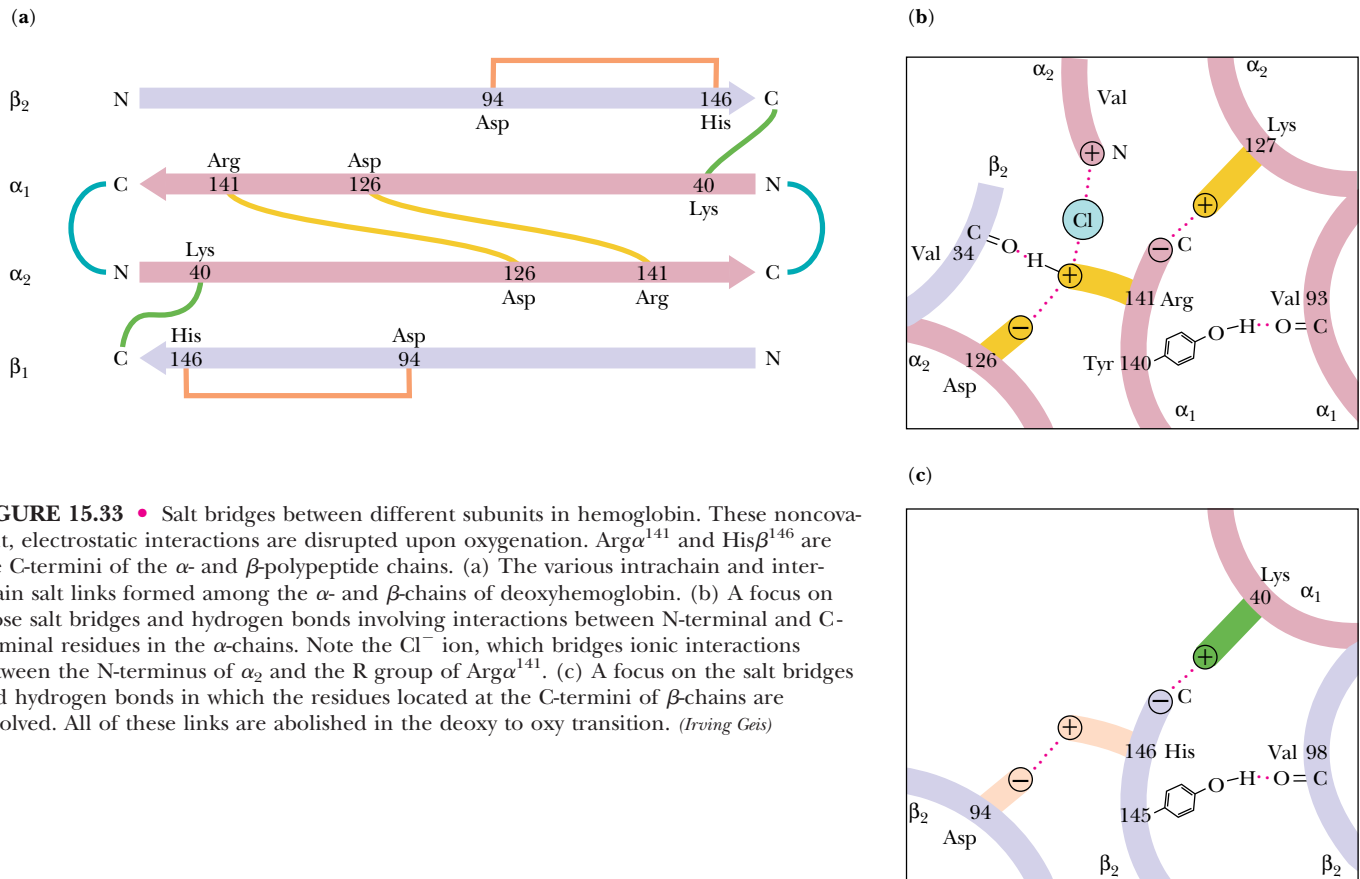 (a)
β2 N 94 146 C
Asp His
Arg Asp
α1 C 141 126 40 N
Lys
Lys
α2 N 40 126 141 C
Asp Arg
His Asp
β1 C 146 94 N
(b)
α2 α2
Val
Lys
127
+ N
β2
Cl
+
C=O
− C
Val 34
H
+
141 Arg
Val 93
−
O–H O=C
α2
126
Asp
Tyr 140
α1 α1
GURE 15.33 • Salt bridges between different subunits in hemoglobin. These noncova-
t, electrostatic interactions are disrupted upon oxygenation. Argα141 and Hisβ146 are
e C-termini of the α- and β-polypeptide chains. (a) The various intrachain and inter-
ain salt links formed among the α- and β-chains of deoxyhemoglobin. (b) A focus on
ose salt bridges and hydrogen bonds involving interactions between N-terminal and C-
rminal residues in the α-chains. Note the Cl− ion, which bridges ionic interactions
tween the N-terminus of α2 and the R group of Argα141. (c) A focus on the salt bridges
d hydrogen bonds in which the residues located at the C-termini of β-chains are
volved. All of these links are abolished in the deoxy to oxy transition. (Irving Geis)
(c)
Lys
40
α1
+
− C
+
146 His
Val 98
−
O–H O=C
β2
94
Asp
145
β2 β2